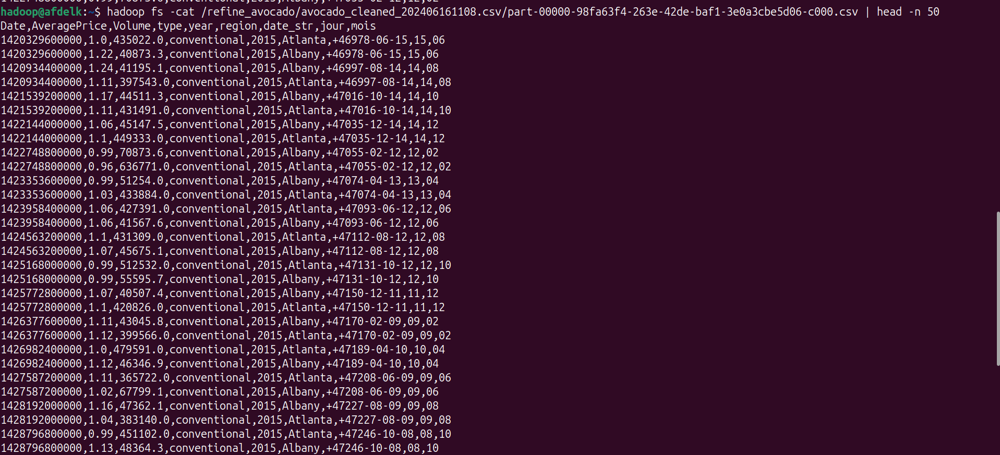 hadoop@afdelk:~$ hadoop fs -cat /refine_avocado/avocado_cleaned_202406161108.csv/part-00000-98fa63f4-263e-42de-baf1-3e0a3cbe5d06-c000.csv | head -n 50
Date,AveragePrice,Volume,type,year,region,date_str,jour,mois
1420329600000,1.0,435022.0,conventional,2015,Atlanta,+46978-06-15,15,06
1420329600000,1.22,40873.3,conventional,2015,Albany,+46978-06-15,15,06
1420934400000,1.24,41195.1,conventional,2015,Albany,+46997-08-14,14,08
1420934400000,1.11,397543.0,conventional,2015,Atlanta,+46997-08-14,14,08
1421539200000,1.17,44511.3,conventional,2015,Albany,+47016-10-14,14,10
1421539200000,1.11,431491.0,conventional,2015,Atlanta,+47016-10-14,14,10
1422144000000,1.06,45147.5,conventional,2015,Albany,+47035-12-14,14,12
1422144000000,1.1,449333.0,conventional,2015,Atlanta,+47035-12-14,14,12
1422748800000,0.99,70873.6,conventional,2015,Albany,+47055-02-12,12,02
1422748800000,0.96,636771.0,conventional,2015,Atlanta,+47055-02-12,12,02
1423353600000,0.99,51254.0,conventional,2015,Albany,+47074-04-13,13,04
1423353600000,1.03,433884.0,conventional,2015,Atlanta,+47074-04-13,13,04
1423958400000,1.06,427391.0,conventional,2015,Atlanta,+47093-06-12,12,06
1423958400000,1.06,41567.6,conventional,2015,Albany,+47093-06-12,12,06
1424563200000,1.1,431309.0,conventional,2015,Atlanta,+47112-08-12,12,08
1424563200000,1.07,45675.1,conventional,2015,Albany,+47112-08-12,12,08
1425168000000,0.99,512532.0,conventional,2015,Atlanta,+47131-10-12,12,10
1425168000000,0.99,55595.7,conventional,2015,Albany,+47131-10-12,12,10
1425772800000,1.07,40507.4,conventional,2015,Albany,+47150-12-11,11,12
1425772800000,1.1,420826.0,conventional,2015,Atlanta,+47150-12-11,11,12
1426377600000,1.11,43045.8,conventional,2015,Albany,+47170-02-09,09,02
1426377600000,1.12,399566.0,conventional,2015,Atlanta,+47170-02-09,09,02
1426982400000,1.0,479591.0,conventional,2015,Atlanta,+47189-04-10,10,04
1426982400000,1.12,46346.9,conventional,2015,Albany,+47189-04-10,10,04
1427587200000,1.11,365722.0,conventional,2015,Atlanta,+47208-06-09,09,06
1427587200000,1.02,67799.1,conventional,2015,Albany,+47208-06-09,09,06
1428192000000,1.16,47362.1,conventional,2015,Albany,+47227-08-09,09,08
1428192000000,1.04,383140.0,conventional,2015,Atlanta,+47227-08-09,09,08
1428796800000,0.99,451102.0,conventional,2015,Atlanta,+47246-10-08,08,10
1428796800000,1.13,48364.3,conventional,2015,Albany,+47246-10-08,08,10